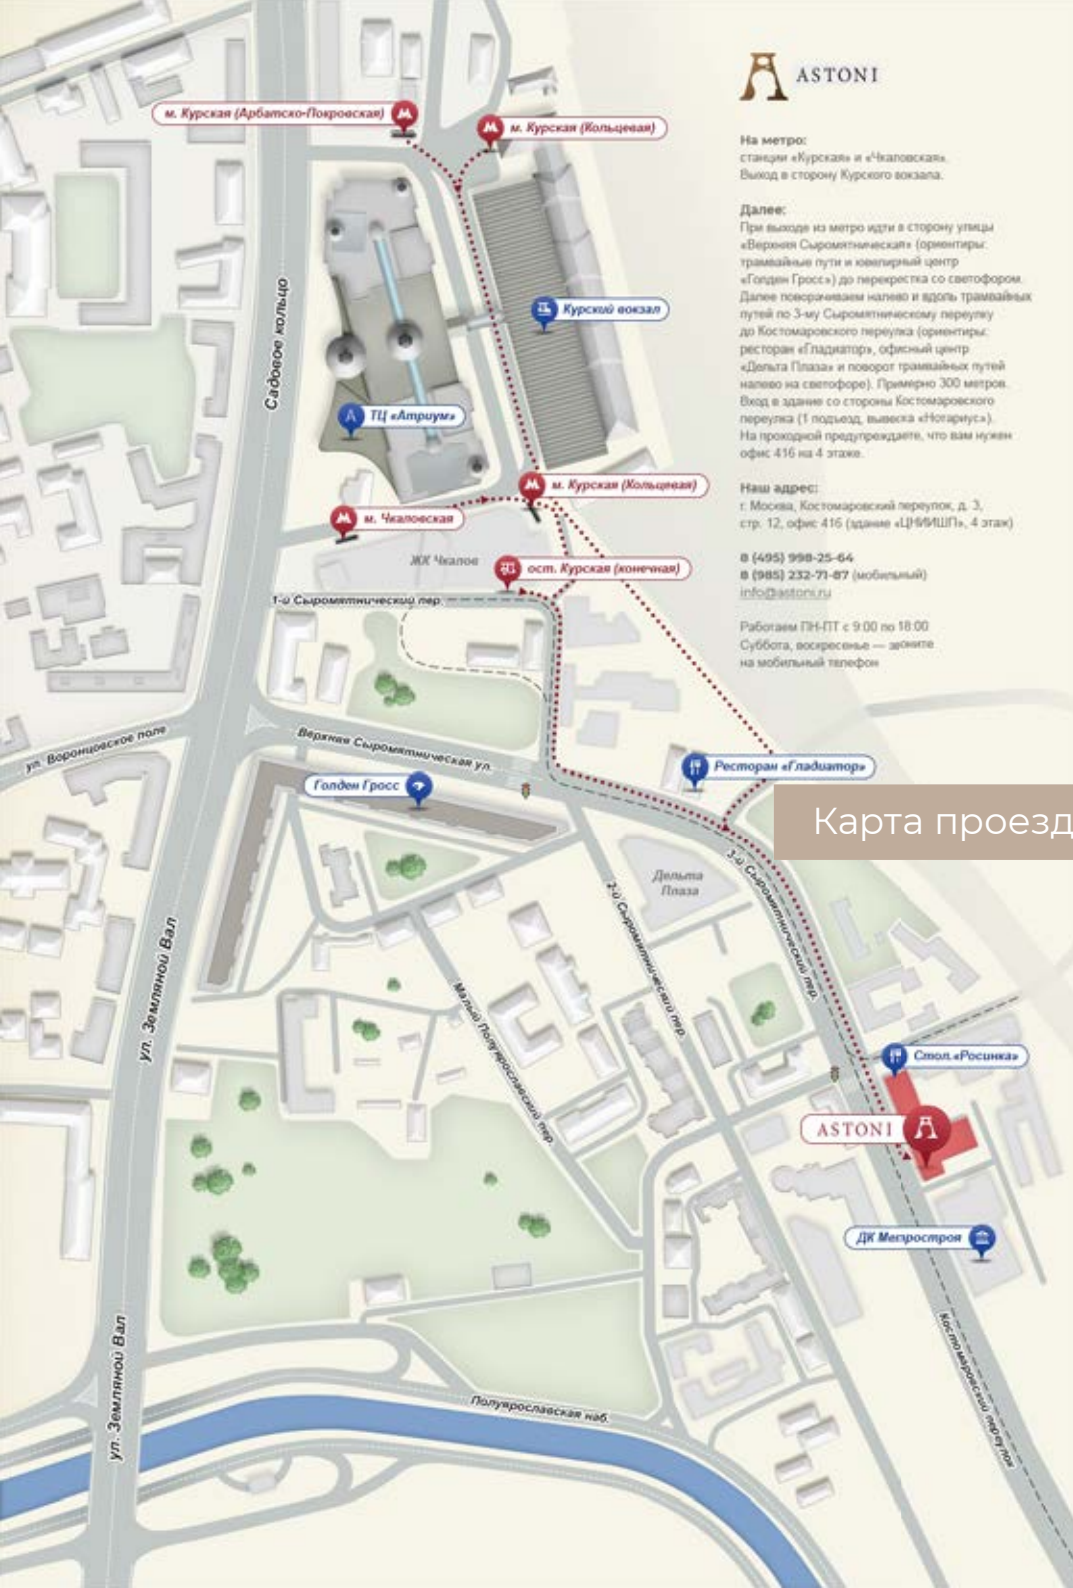 ASTONI
м. Курская (Арбатско-Покровская)
м. Курская (Кольцевая)
На метро:
станции «Курская» и «Чкаловская».
Выход в сторону Курского вокзала.
Далее:
При выходе из метро идти в сторону улицы
«Верхняя Сыромятническая» (ориентиры:
трамвайные пути и ювелирный центр
«Голден Гросс») до перекрестка со светофором.
Далее поворачиваем налево и вдоль трамвайных
путей по 3-му Сыромятническому переулку
до Костомаровского переулка (ориентиры:
ресторан «Гладиатор», офисный центр
«Дельта Плаза» и поворот трамвайных путей
налево на светофоре). Примерно 300 метров.
Вход в здание со стороны Костомаровского
переулка (1 подъезд, вывеска «Нотариус»).
На проходной предупреждаете, что вам нужен
офис 416 на 4 этаже.
Наш адрес:
г. Москва, Костомаровский переулок, д. 3,
стр. 12, офис 416 (здание «ЦНИИШП», 4 этаж)
8 (495) 998-25-64
8 (985) 232-71-87 (мобильный)
info@astoni.ru
Работаем ПН-ПТ с 9:00 по 18:00
Суббота, воскресенье — звоните
на мобильный телефон
Садовое кольцо
Курский вокзал
А
ТЦ «Атриум»
м. Курская (Кольцевая)
м. Чкаловская
ЖК Чкалов
ост. Курская (конечная)
1-й Сыромятнический пер.
ул. Воронцовское поле
Верхняя Сыромятническая ул.
Голден Гросс
Ресторан «Гладиатор»
Карта проезд
Дельта
Плаза
3-й Сыромятнический пер.
2-й Сыромятнический пер.
ул. Земляной Вал
Малый Полуярославский пер.
Стол.«Росинка»
ASTONI
ДК Метростроя
Костомаровский переулок
ул. Земляной Вал
Полуярославская наб.